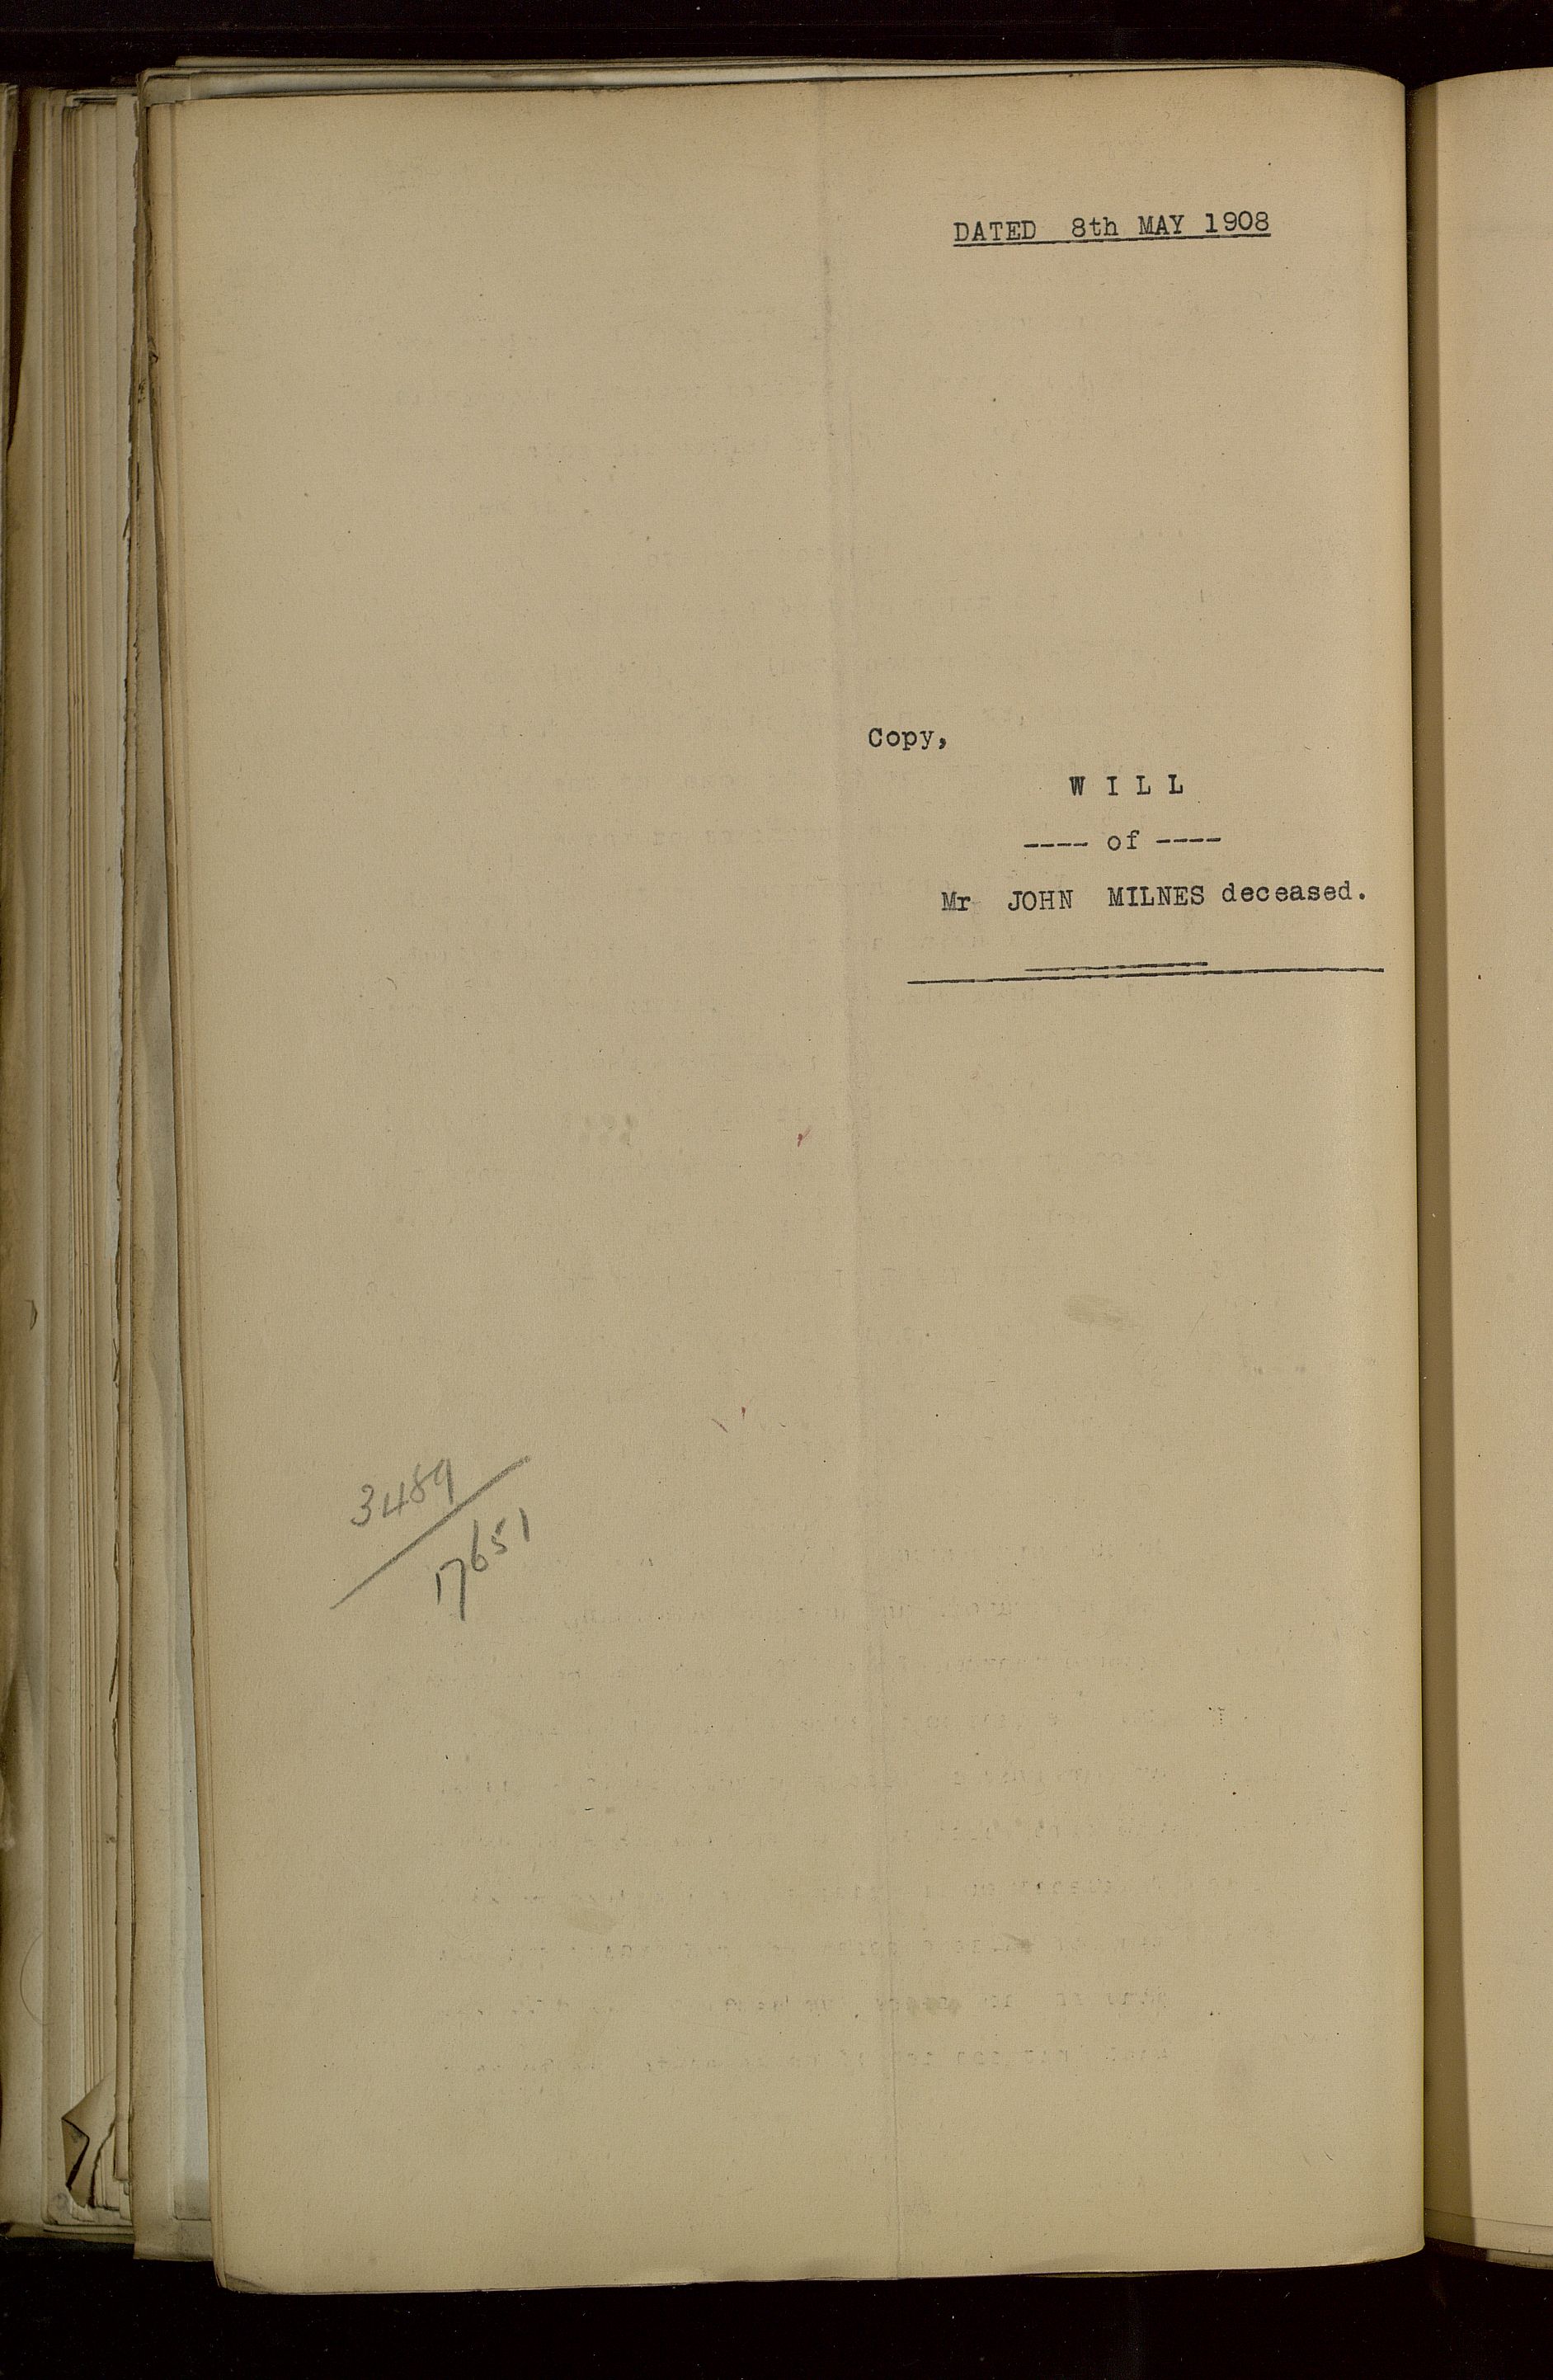 DATED 8th MAY 1908
Copy,
W I L L
---- of ----
Mr JOHN MILNES deceased.
3489
17651